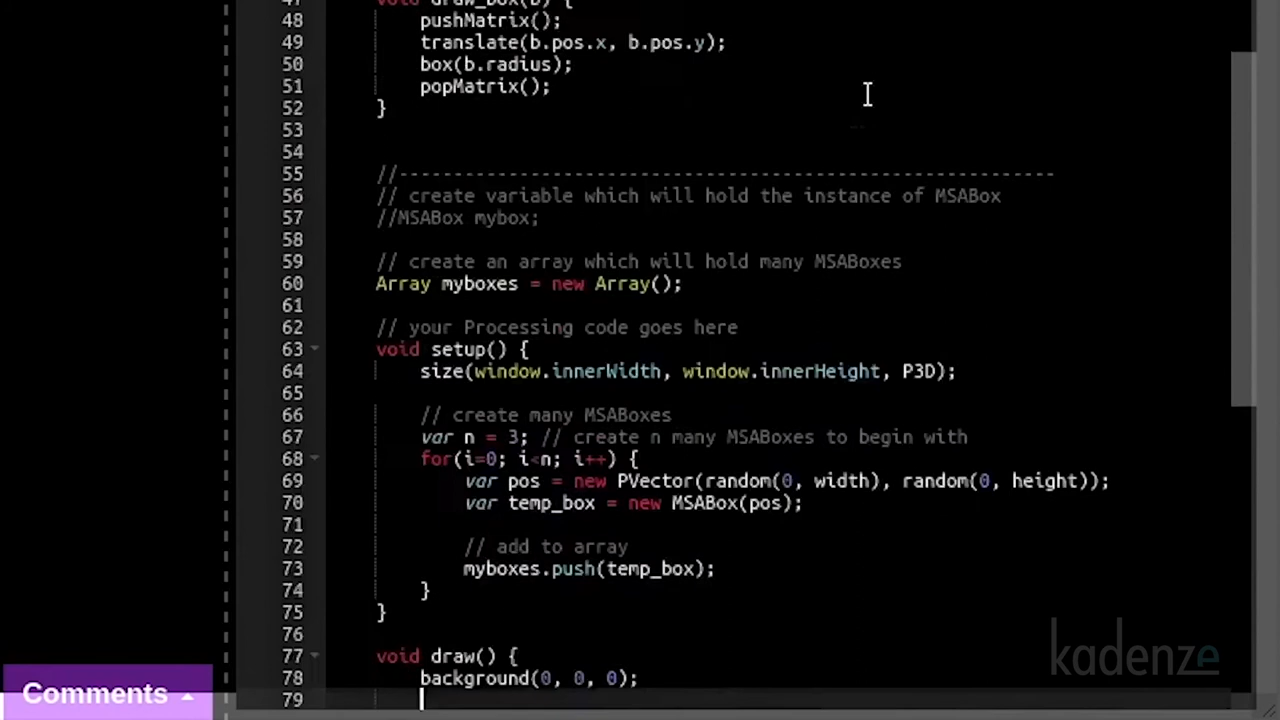 47 void draw_box(b) {
48 pushMatrix();
49 translate(b.pos.x, b.pos.y);
50 box(b.radius);
51 popMatrix();
52 }
53
54
55 //------------------------------------------------------------
56 // create variable which will hold the instance of MSABox
57 //MSABox mybox;
58
59 // create an array which will hold many MSABoxes
60 Array myboxes = new Array();
61
62 // your Processing code goes here
63 void setup() {
64 size(window.innerWidth, window.innerHeight, P3D);
65
66 // create many MSABoxes
67 var n = 3; // create n many MSABoxes to begin with
68 for(i=0; i<n; i++) {
69 var pos = new PVector(random(0, width), random(0, height));
70 var temp_box = new MSABox(pos);
71
72 // add to array
73 myboxes.push(temp_box);
74 }
75 }
76
77 void draw() {
78 background(0, 0, 0);
79
kadenze
Comments